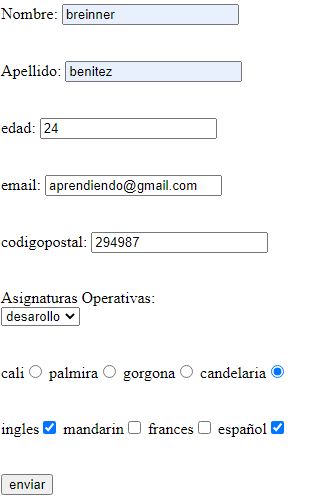 Nombre: breinner
Apellido: benitez
edad: 24
email: aprendiendo@gmail.com
codigopostal: 294987
Asignaturas Operativas:
desarollo
cali palmira gorgona candelaria
ingles mandarin frances español
enviar